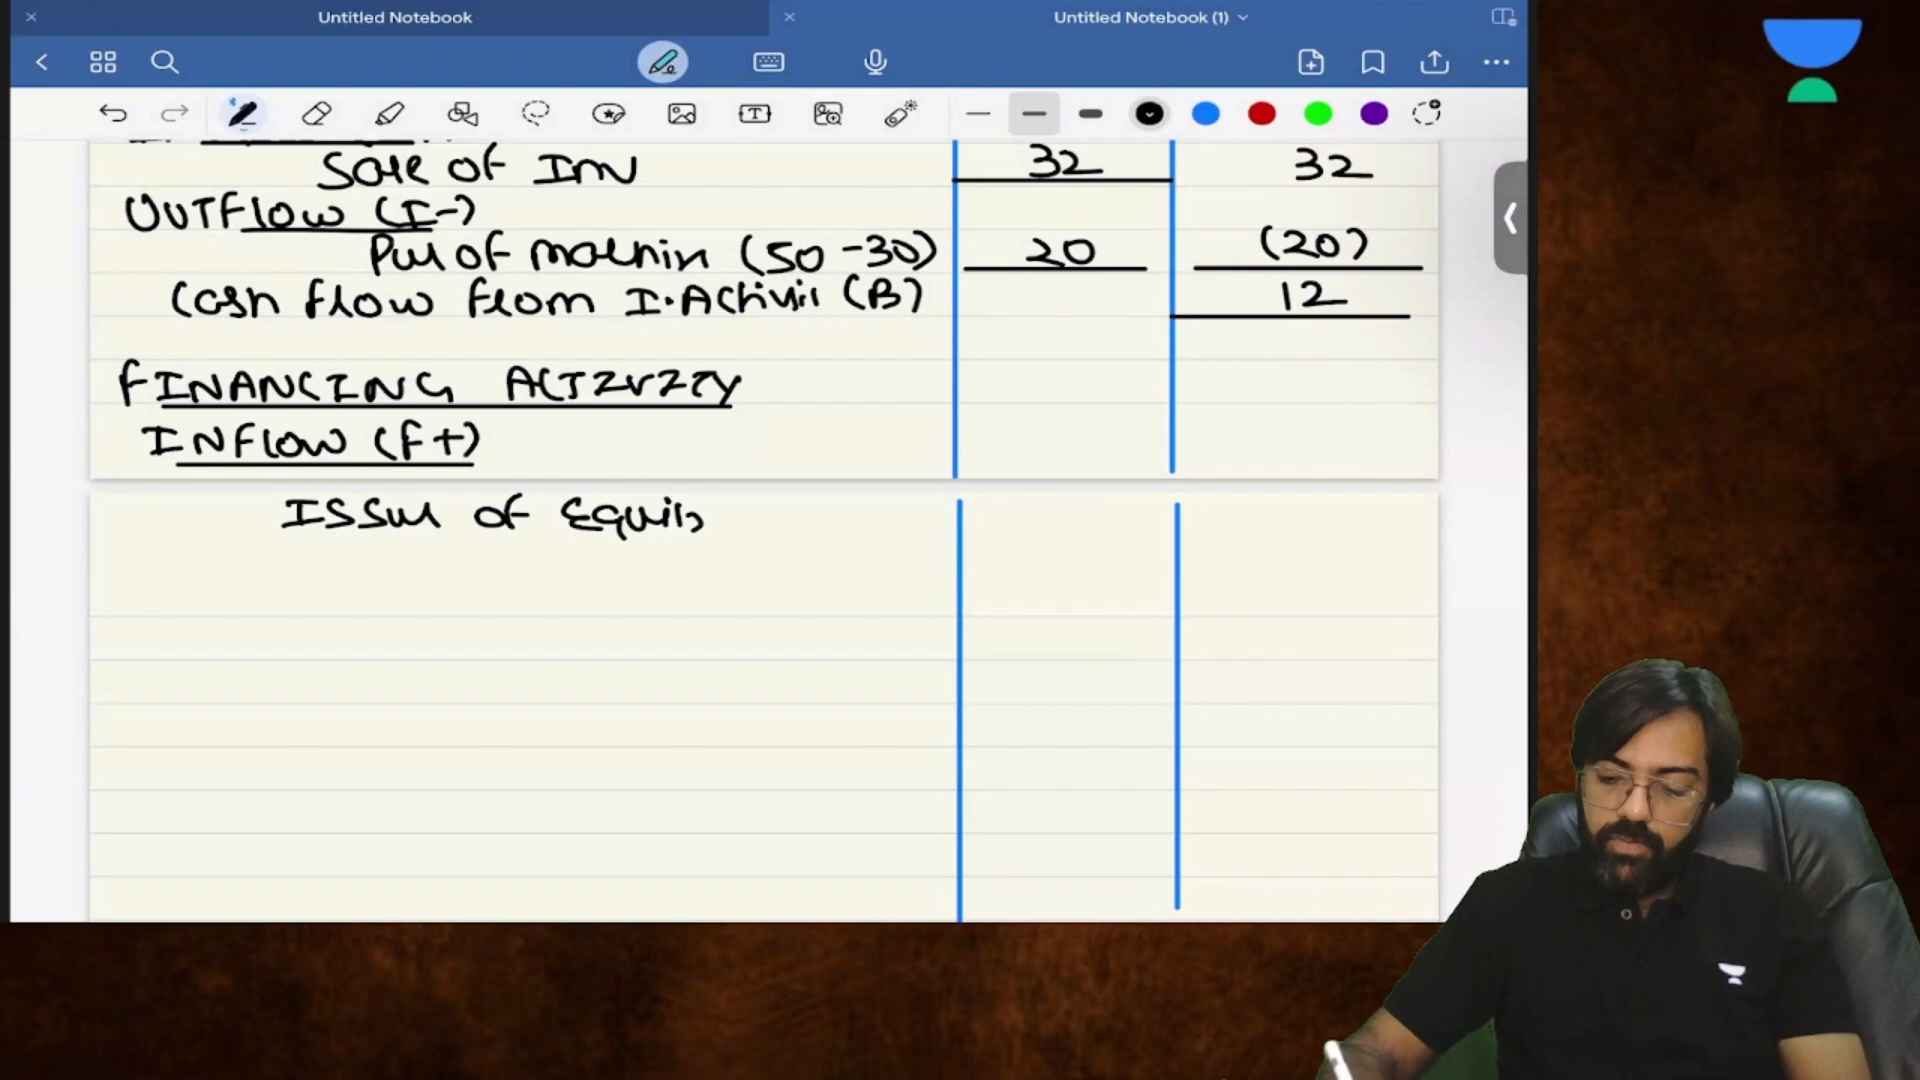 Untitled Notebook
Untitled Notebook (1)
Sale of Inv 32 32
OUTFlow (I-)
Pur of machin (50-30) 20 (20)
Cash flow from I.Activit (B) 12
FINANCING ACTIVITY
INFlow (F+)
Issue of Equity